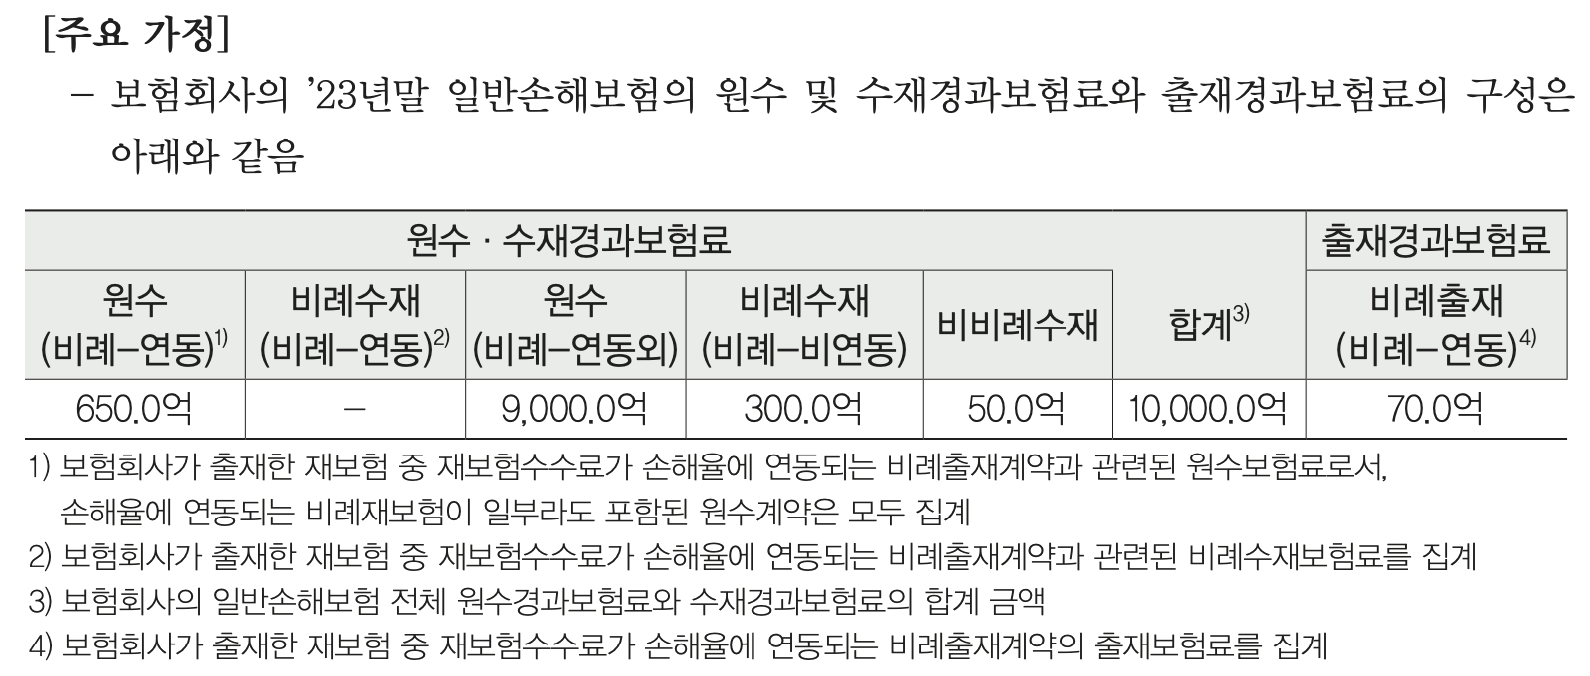 [주요 가정]
– 보험회사의 ’23년말 일반손해보험의 원수 및 수재경과보험료와 출재경과보험료의 구성은
아래와 같음
원수 · 수재경과보험료
출재경과보험료
원수
(비례–연동)1)
비례수재
(비례–연동)2)
원수
(비례–연동외)
비례수재
(비례–비연동)
비비례수재
합계3)
비례출재
(비례–연동)4)
650.0억
–
9,000.0억
300.0억
50.0억
10,000.0억
70.0억
1) 보험회사가 출재한 재보험 중 재보험수수료가 손해율에 연동되는 비례출재계약과 관련된 원수보험료로서,
손해율에 연동되는 비례재보험이 일부라도 포함된 원수계약은 모두 집계
2) 보험회사가 출재한 재보험 중 재보험수수료가 손해율에 연동되는 비례출재계약과 관련된 비례수재보험료를 집계
3) 보험회사의 일반손해보험 전체 원수경과보험료와 수재경과보험료의 합계 금액
4) 보험회사가 출재한 재보험 중 재보험수수료가 손해율에 연동되는 비례출재계약의 출재보험료를 집계